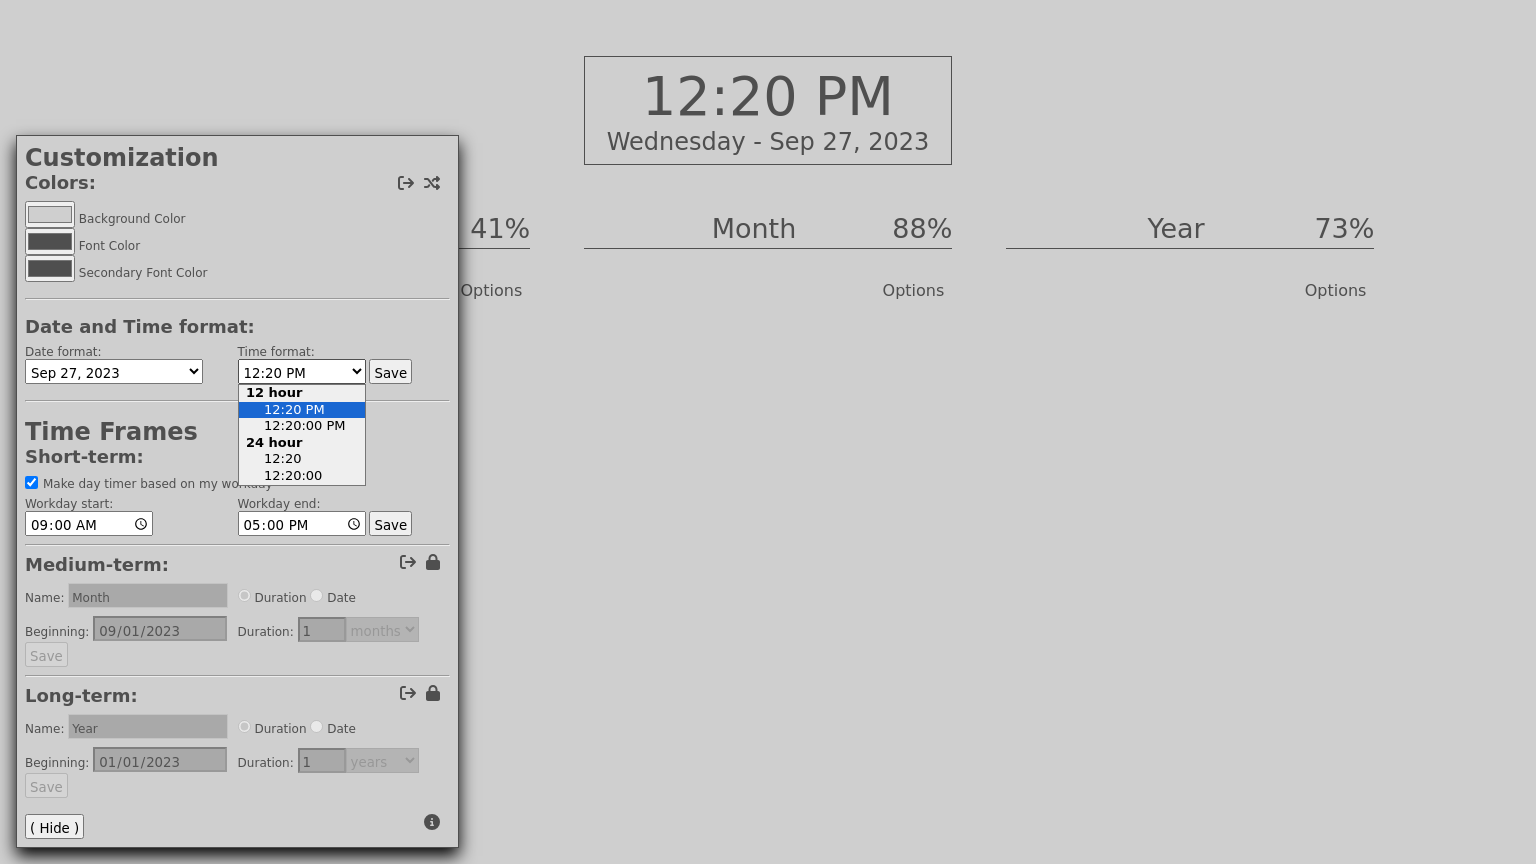 12:20 PM
Wednesday - Sep 27, 2023
41%
Month 88%
Year 73%
Options
Options
Options
Customization
Colors:
Background Color
Font Color
Secondary Font Color
Date and Time format:
Date format:
Time format:
Sep 27, 2023
12:20 PM
Save
12 hour
12:20 PM
12:20:00 PM
24 hour
12:20
12:20:00
Time Frames
Short-term:
Make day timer based on my workday
Workday start:
Workday end:
09:00 AM
05:00 PM
Save
Medium-term:
Name: Month
Duration
Date
Beginning: 09/01/2023
Duration: 1 months
Save
Long-term:
Name: Year
Duration
Date
Beginning: 01/01/2023
Duration: 1 years
Save
( Hide )